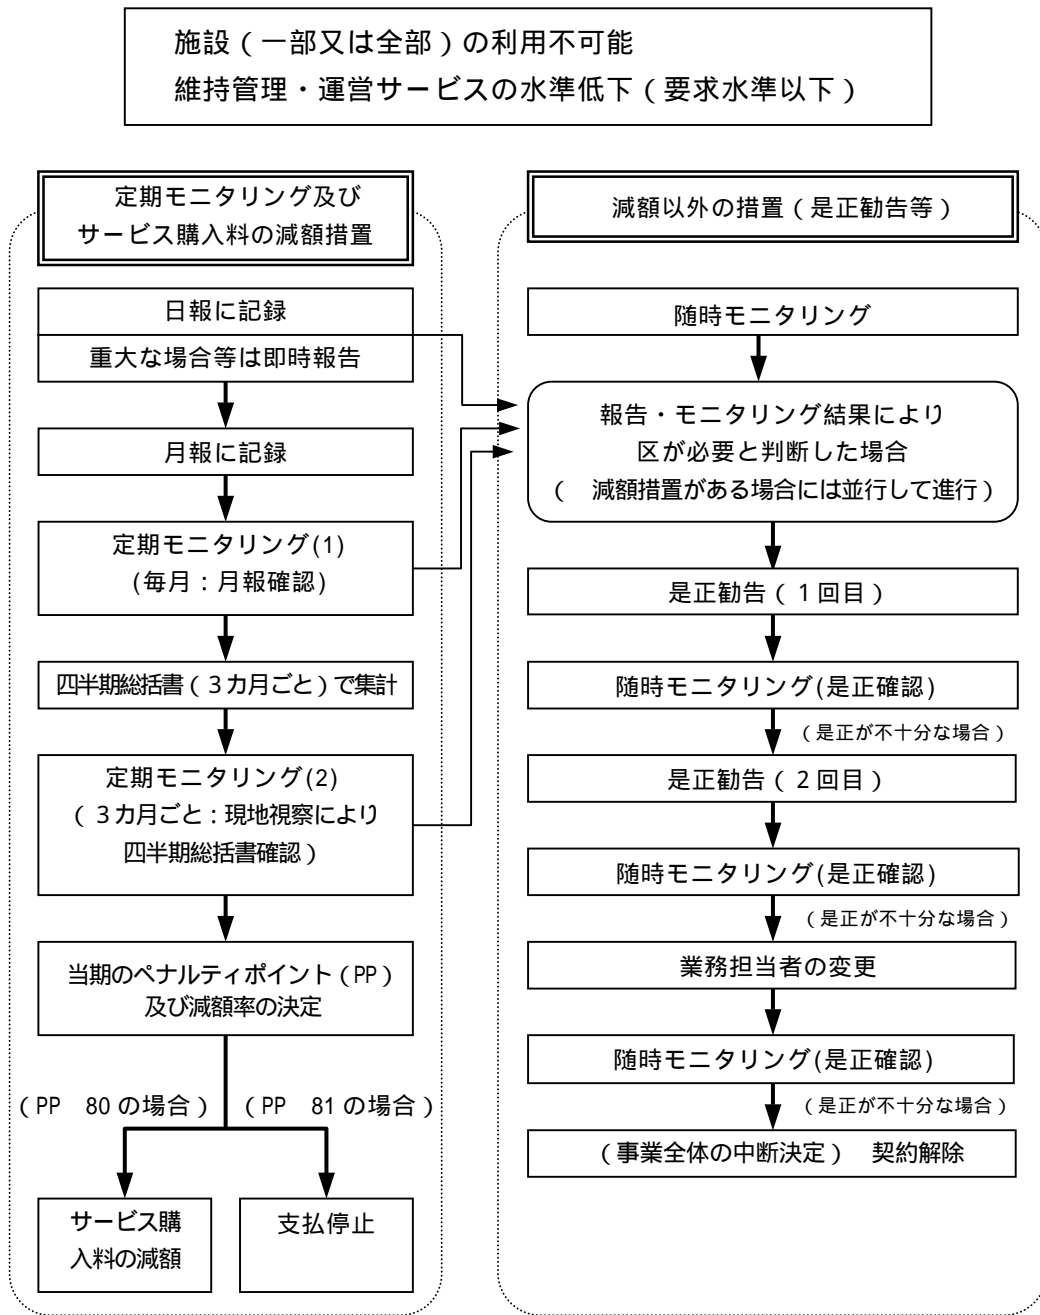 施設（一部又は全部）の利用不可能
維持管理・運営サービスの水準低下（要求水準以下）
定期モニタリング及び
サービス購入料の減額措置
日報に記録
重大な場合等は即時報告
月報に記録
定期モニタリング(1)
(毎月：月報確認)
四半期総括書（３カ月ごと）で集計
定期モニタリング(2)
（３カ月ごと：現地視察により
四半期総括書確認）
当期のペナルティポイント（PP）
及び減額率の決定
（PP　80の場合）
（PP　81の場合）
サービス購
入料の減額
支払停止
減額以外の措置（是正勧告等）
随時モニタリング
報告・モニタリング結果により
区が必要と判断した場合
（　減額措置がある場合には並行して進行）
是正勧告（１回目）
随時モニタリング(是正確認)
（是正が不十分な場合）
是正勧告（２回目）
随時モニタリング(是正確認)
（是正が不十分な場合）
業務担当者の変更
随時モニタリング(是正確認)
（是正が不十分な場合）
（事業全体の中断決定）　契約解除